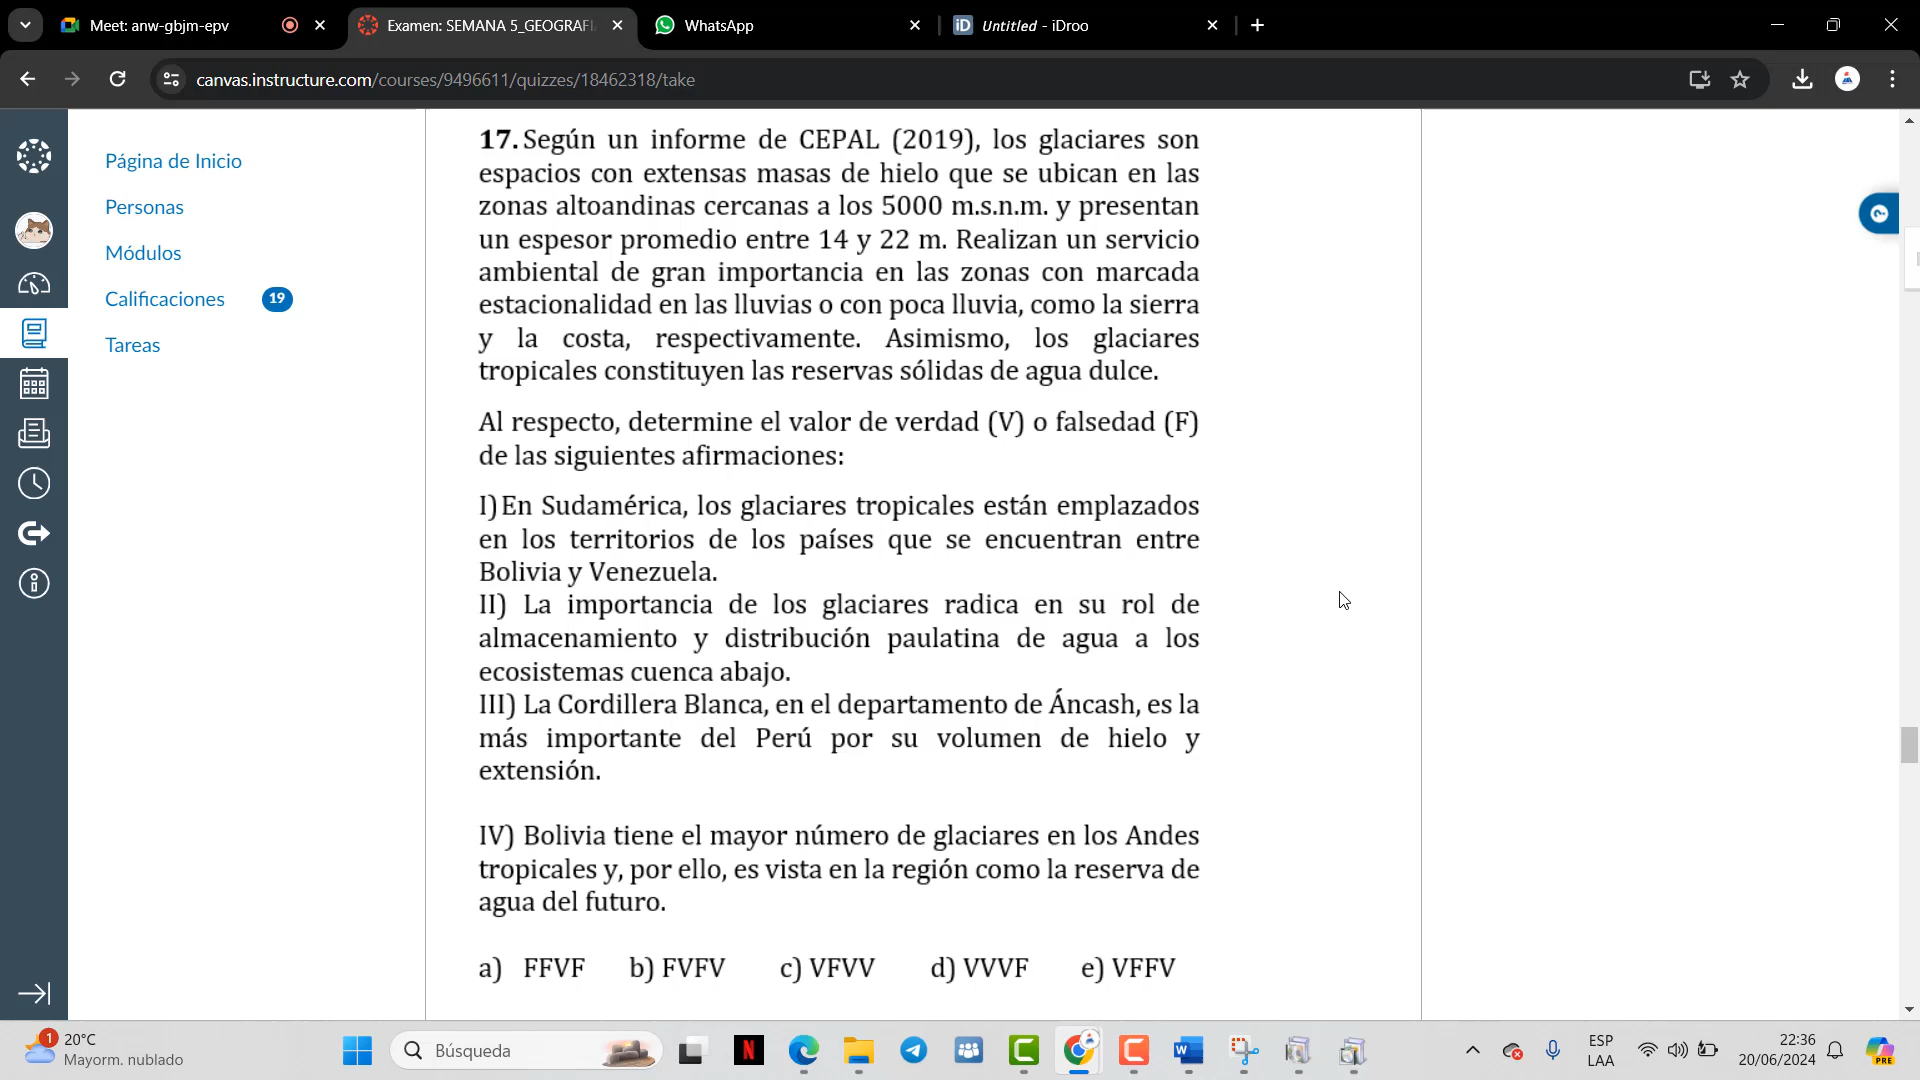 Meet: anw-gbjm-epv
Examen: SEMANA 5_GEOGRAFI
WhatsApp
iD Untitled - iDroo
canvas.instructure.com/courses/9496611/quizzes/18462318/take
Página de Inicio
Personas
Módulos
Calificaciones 19
Tareas
17. Según un informe de CEPAL (2019), los glaciares son
espacios con extensas masas de hielo que se ubican en las
zonas altoandinas cercanas a los 5000 m.s.n.m. y presentan
un espesor promedio entre 14 y 22 m. Realizan un servicio
ambiental de gran importancia en las zonas con marcada
estacionalidad en las lluvias o con poca lluvia, como la sierra
y la costa, respectivamente. Asimismo, los glaciares
tropicales constituyen las reservas sólidas de agua dulce.
Al respecto, determine el valor de verdad (V) o falsedad (F)
de las siguientes afirmaciones:
I) En Sudamérica, los glaciares tropicales están emplazados
en los territorios de los países que se encuentran entre
Bolivia y Venezuela.
II) La importancia de los glaciares radica en su rol de
almacenamiento y distribución paulatina de agua a los
ecosistemas cuenca abajo.
III) La Cordillera Blanca, en el departamento de Áncash, es la
más importante del Perú por su volumen de hielo y
extensión.
IV) Bolivia tiene el mayor número de glaciares en los Andes
tropicales y, por ello, es vista en la región como la reserva de
agua del futuro.
a) FFVF b) FVFV c) VFVV d) VVVF e) VFFV
1
20°C
Mayorm. nublado
Búsqueda
N
C
C
W
ESP
LAA
22:36
20/06/2024
PRE